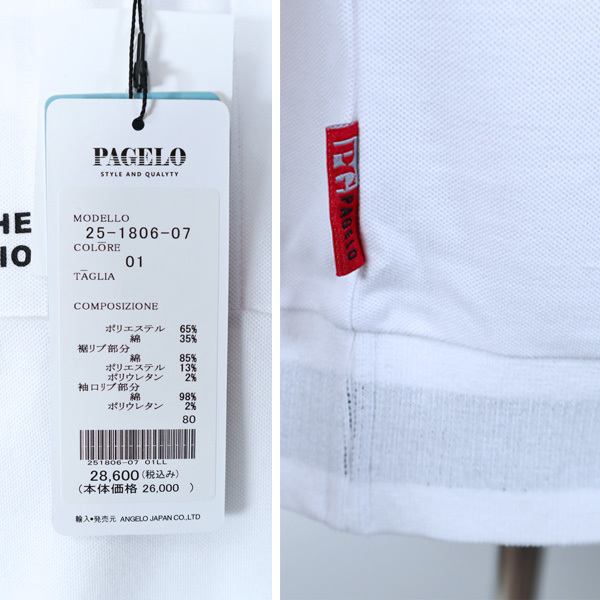 HE
IO
PAGELO
STYLE AND QUALYTY
MODELLO
25-1806-07
COLORE
01
TAGLIA
COMPOSIZIONE
ポリエステル 65%
綿 35%
裾リブ部分
綿 85%
ポリエステル 13%
ポリウレタン 2%
袖口リブ部分
綿 98%
ポリウレタン 2%
80
251806-07 01LL
28,600(税込み)
(本体価格 26,000 )
輸入•発売元 ANGELO JAPAN CO.,LTD
PG
PAGELO